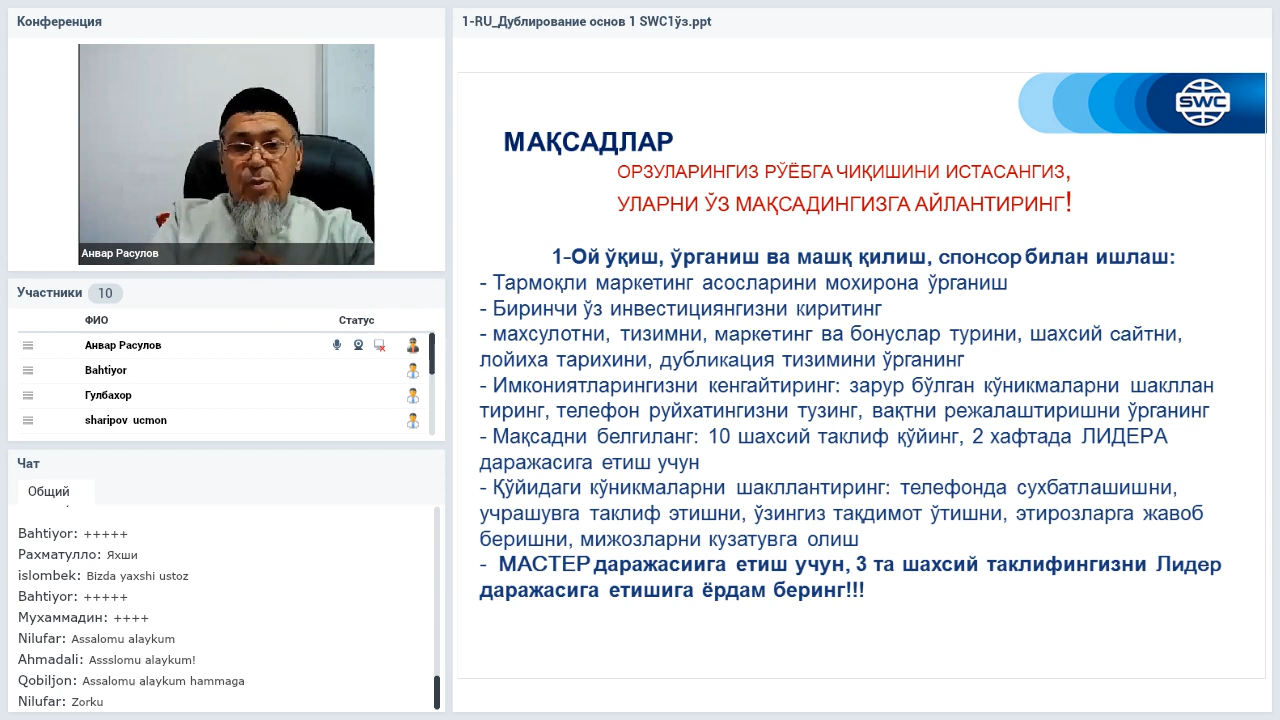 Конференция
Анвар Расулов
Участники 10
ФИО Статус
Анвар Расулов
Bahtiyor
Гулбахор
sharipov ucmon
Чат
Общий
Bahtiyor: +++++
Рахматулло: Яхши
islombek: Bizda yaxshi ustoz
Bahtiyor: +++++
Мухаммадин: ++++
Nilufar: Assalomu alaykum
Ahmadali: Assslomu alaykum!
Qobiljon: Assalomu alaykum hammaga
Nilufar: Zorku
1-RU_Дублирование основ 1 SWC1ўз.ppt
SWC
МАҚСАДЛАР
ОРЗУЛАРИНГИЗ РЎЁБГА ЧИҚИШИНИ ИСТАСАНГИЗ,
УЛАРНИ ЎЗ МАҚСАДИНГИЗГА АЙЛАНТИРИНГ!
1-Ой ўқиш, ўрганиш ва машқ қилиш, спонсор билан ишлаш:
- Тармоқли маркетинг асосларини мохирона ўрганиш
- Биринчи ўз инвестициянгизни киритинг
- махсулотни, тизимни, маркетинг ва бонуслар турини, шахсий сайтни,
лойиха тарихини, дубликация тизимини ўрганинг
- Имкониятларингизни кенгайтиринг: зарур бўлган кўникмаларни шакллан
тиринг, телефон руйхатингизни тузинг, вақтни режалаштиришни ўрганинг
- Мақсадни белгиланг: 10 шахсий таклиф қўйинг, 2 хафтада ЛИДЕРА
даражасига етиш учун
- Қўйидаги кўникмаларни шакллантиринг: телефонда сухбатлашишни,
учрашувга таклиф этишни, ўзингиз тақдимот ўтишни, этирозларга жавоб
беришни, мижозларни кузатувга олиш
- МАСТЕР даражасиига етиш учун, 3 та шахсий таклифингизни Лидер
даражасига етишига ёрдам беринг!!!